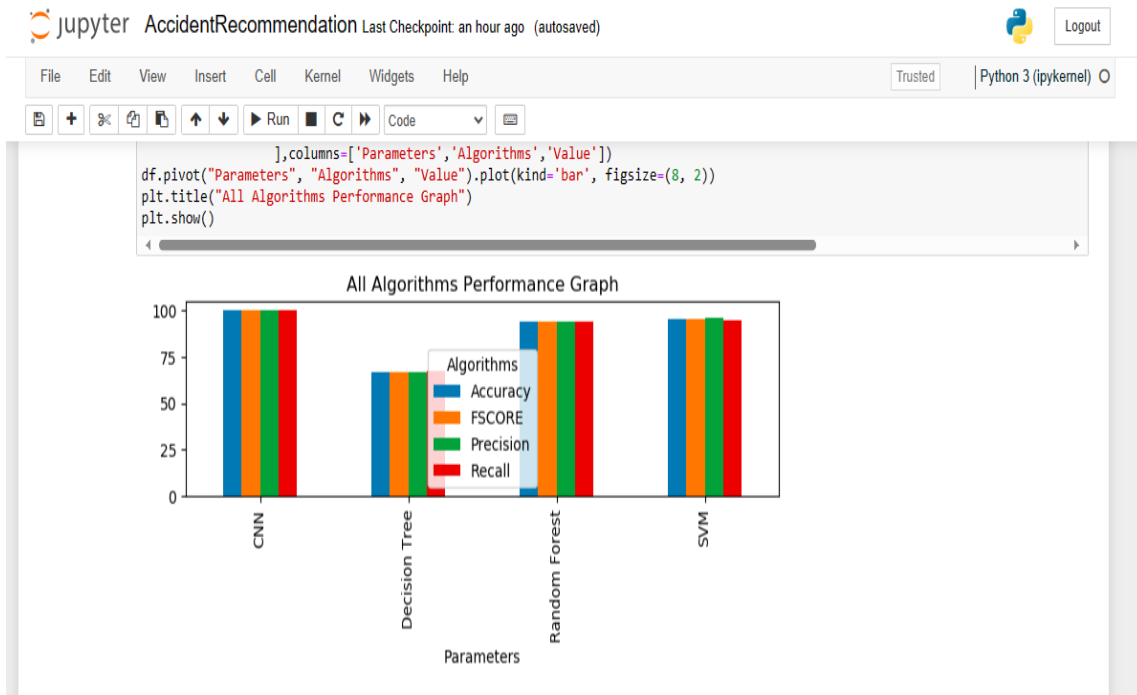 jupyter AccidentRecommendation Last Checkpoint: an hour ago (autosaved)
Logout
File Edit View Insert Cell Kernel Widgets Help
Trusted Python 3 (ipykernel)
Run Code
],columns=['Parameters','Algorithms','Value'])
df.pivot("Parameters", "Algorithms", "Value").plot(kind='bar', figsize=(8, 2))
plt.title("All Algorithms Performance Graph")
plt.show()
All Algorithms Performance Graph
100
75
50
25
0
Algorithms
Accuracy
FSCORE
Precision
Recall
CNN
Decision Tree
Random Forest
SVM
Parameters